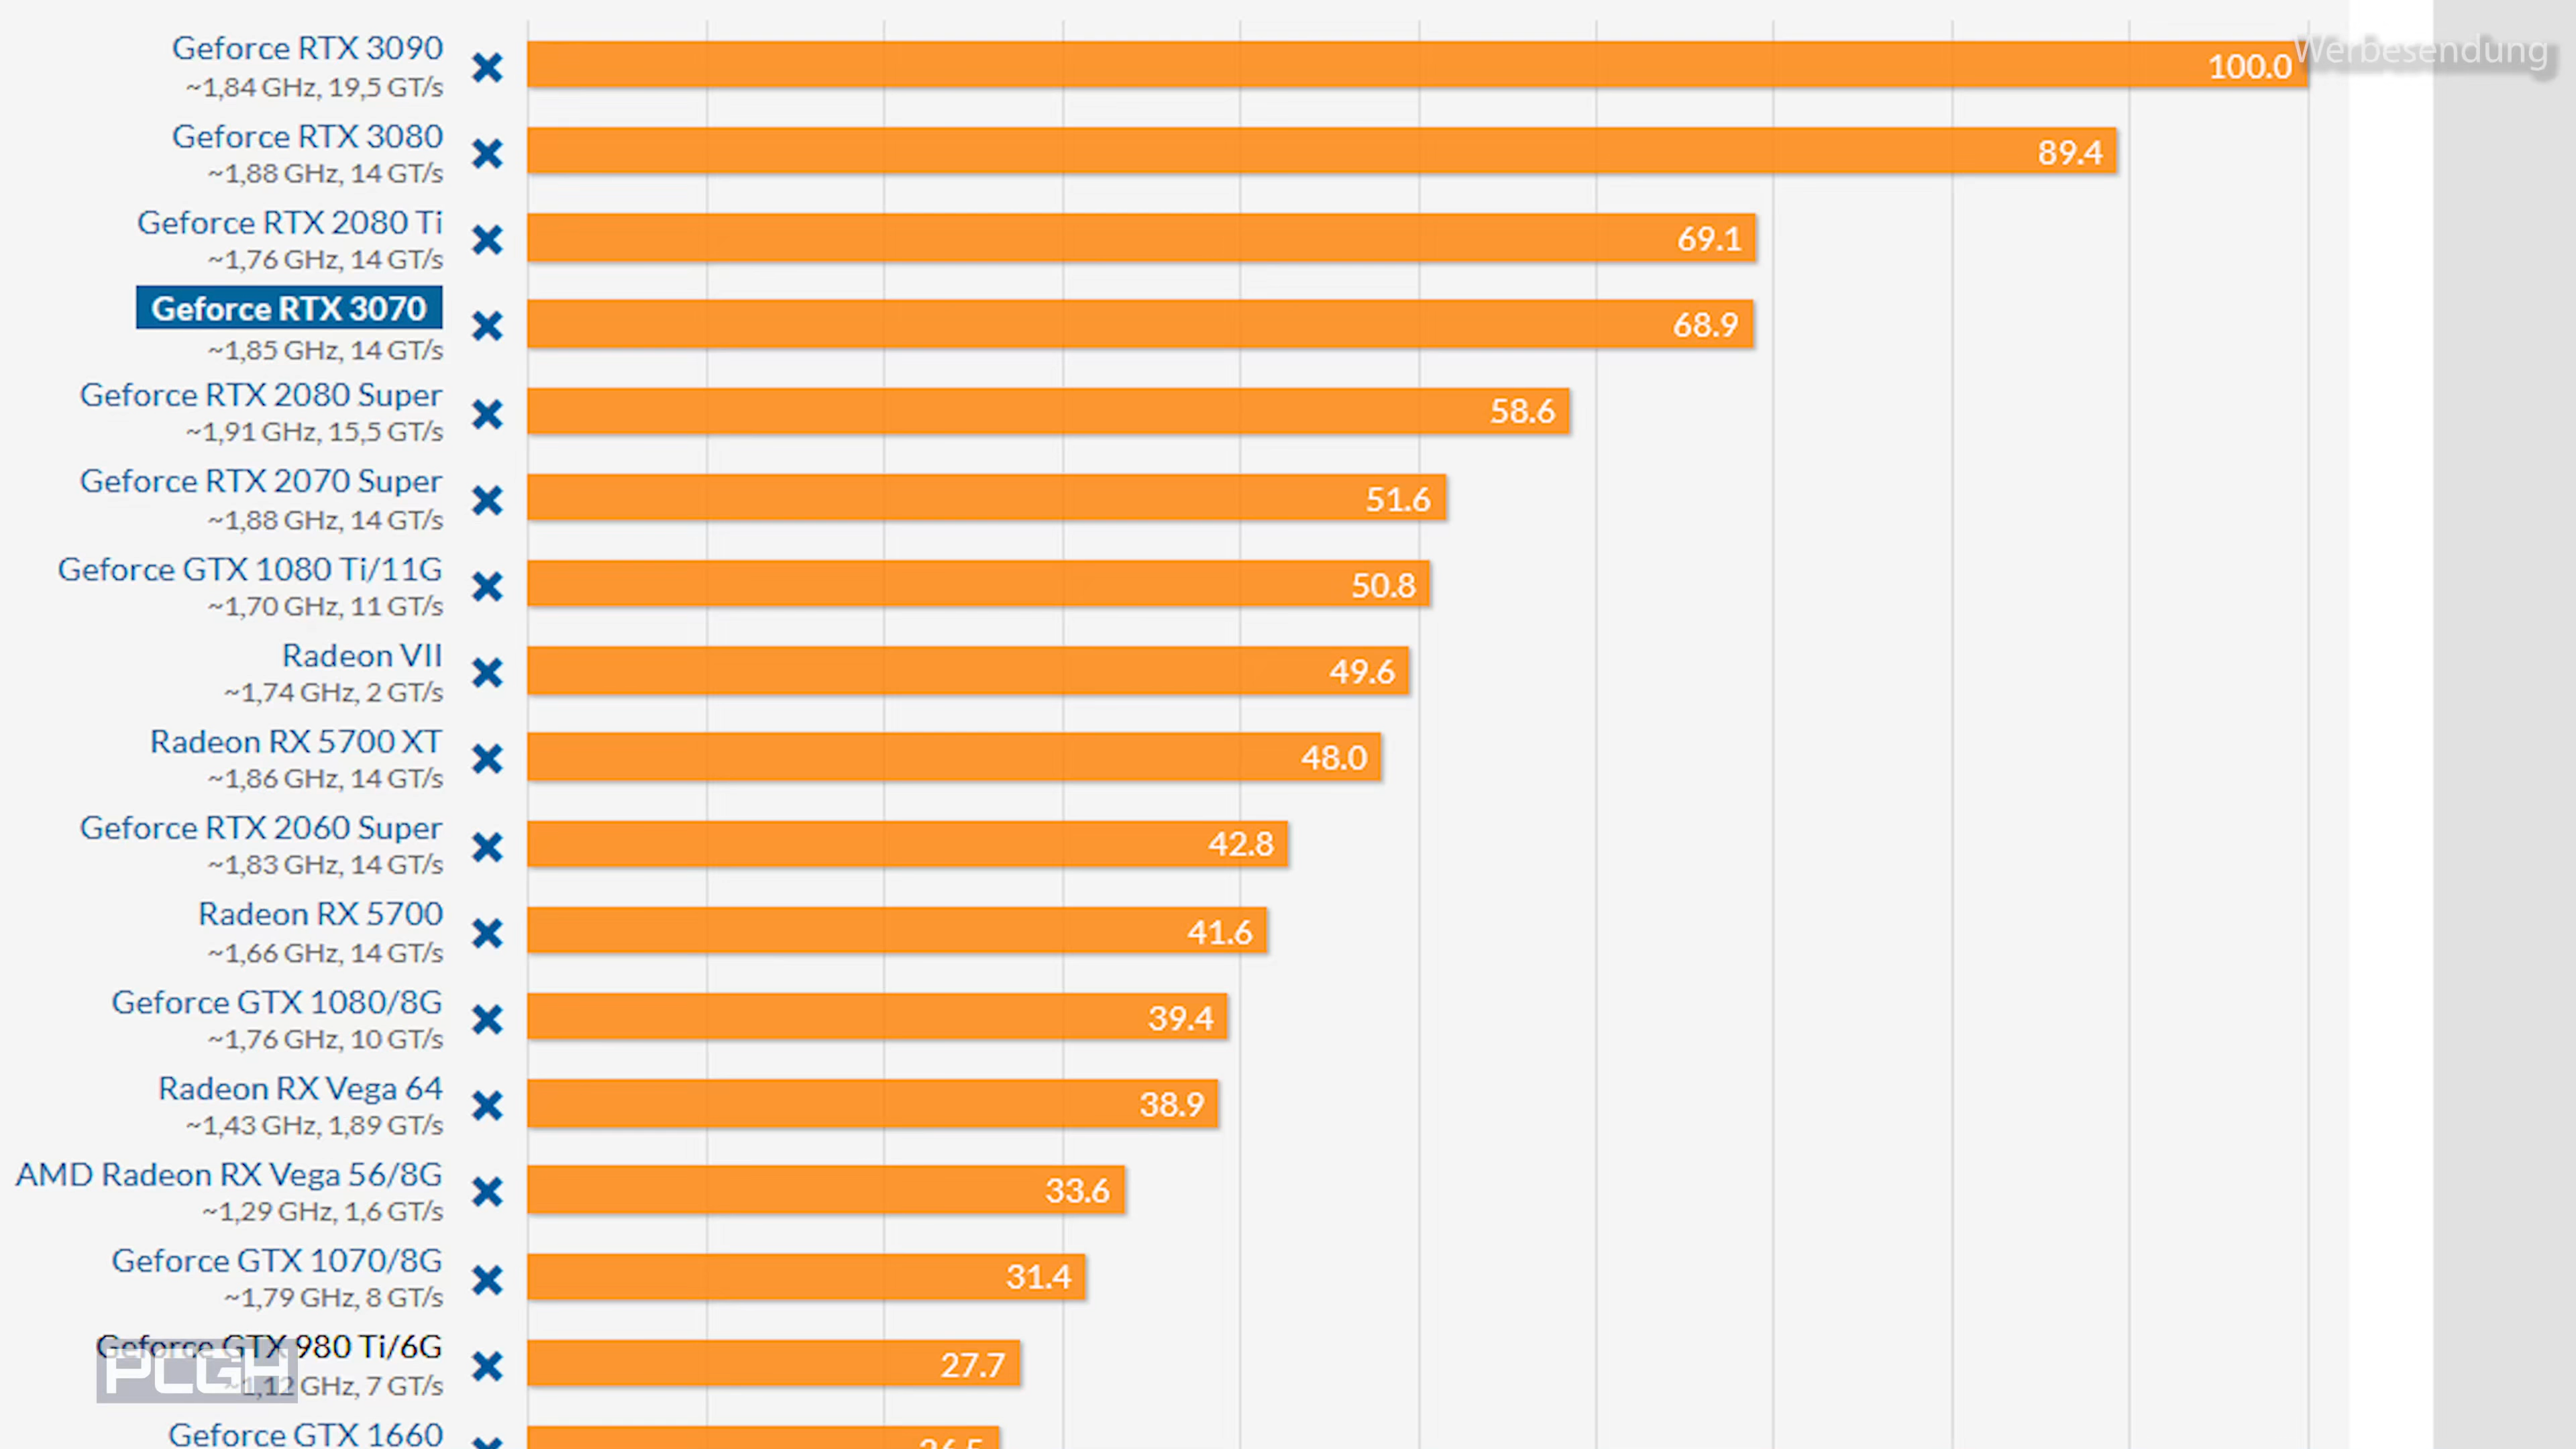 Werbesendung
Geforce RTX 3090
~1,84 GHz, 19,5 GT/s
100.0
Geforce RTX 3080
~1,88 GHz, 14 GT/s
89.4
Geforce RTX 2080 Ti
~1,76 GHz, 14 GT/s
69.1
Geforce RTX 3070
~1,85 GHz, 14 GT/s
68.9
Geforce RTX 2080 Super
~1,91 GHz, 15,5 GT/s
58.6
Geforce RTX 2070 Super
~1,88 GHz, 14 GT/s
51.6
Geforce GTX 1080 Ti/11G
~1,70 GHz, 11 GT/s
50.8
Radeon VII
~1,74 GHz, 2 GT/s
49.6
Radeon RX 5700 XT
~1,86 GHz, 14 GT/s
48.0
Geforce RTX 2060 Super
~1,83 GHz, 14 GT/s
42.8
Radeon RX 5700
~1,66 GHz, 14 GT/s
41.6
Geforce GTX 1080/8G
~1,76 GHz, 10 GT/s
39.4
Radeon RX Vega 64
~1,43 GHz, 1,89 GT/s
38.9
AMD Radeon RX Vega 56/8G
~1,29 GHz, 1,6 GT/s
33.6
Geforce GTX 1070/8G
~1,79 GHz, 8 GT/s
31.4
Geforce GTX 980 Ti/6G
~1,12 GHz, 7 GT/s
27.7
PCGH
Geforce GTX 1660